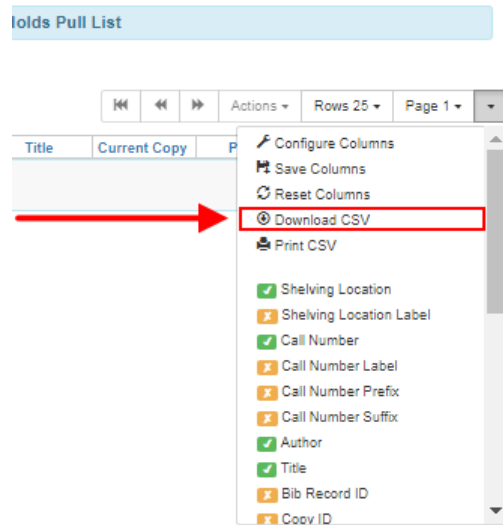 Holds Pull List
Actions Rows 25 Page 1
Title Current Copy P
Configure Columns
Save Columns
Reset Columns
Download CSV
Print CSV
Shelving Location
Shelving Location Label
Call Number
Call Number Label
Call Number Prefix
Call Number Suffix
Author
Title
Bib Record ID
Copy ID